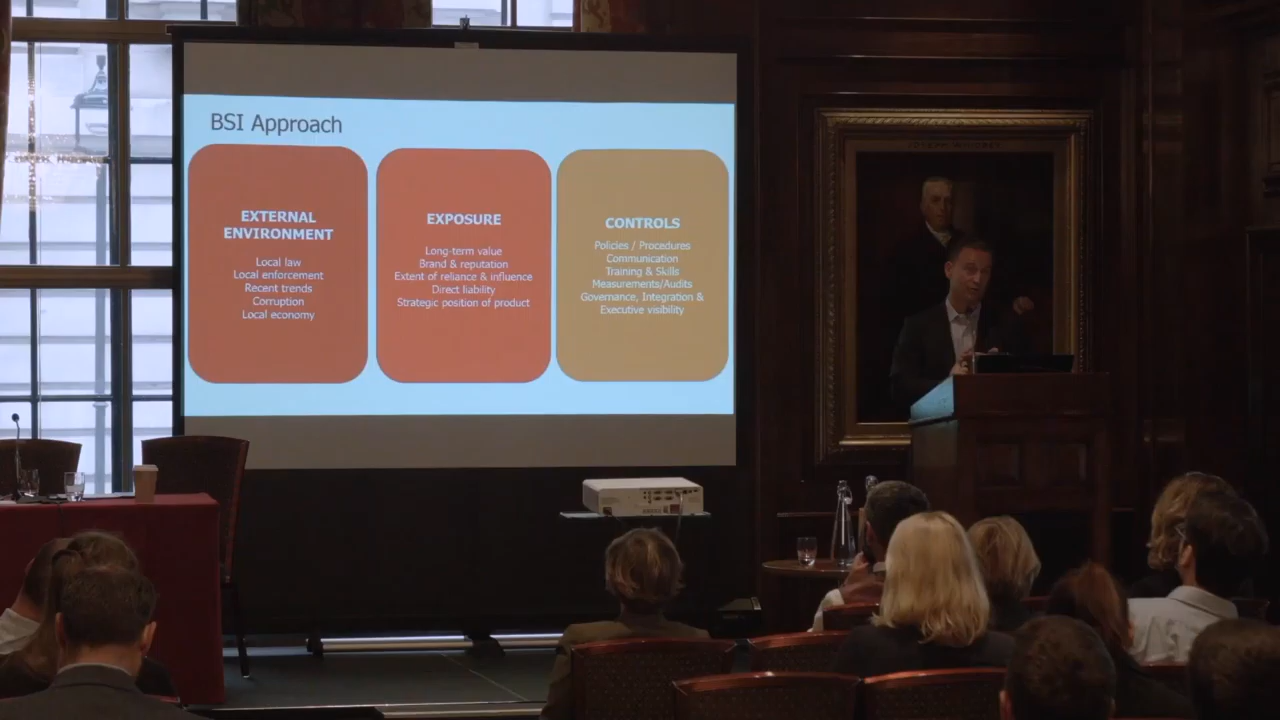 BSI Approach
EXTERNAL
ENVIRONMENT
Local law
Local enforcement
Recent trends
Corruption
Local economy
EXPOSURE
Long-term value
Brand & reputation
Extent of reliance & influence
Direct liability
Strategic position of product
CONTROLS
Policies / Procedures
Communication
Training & Skills
Measurements/Audits
Governance, Integration &
Executive visibility